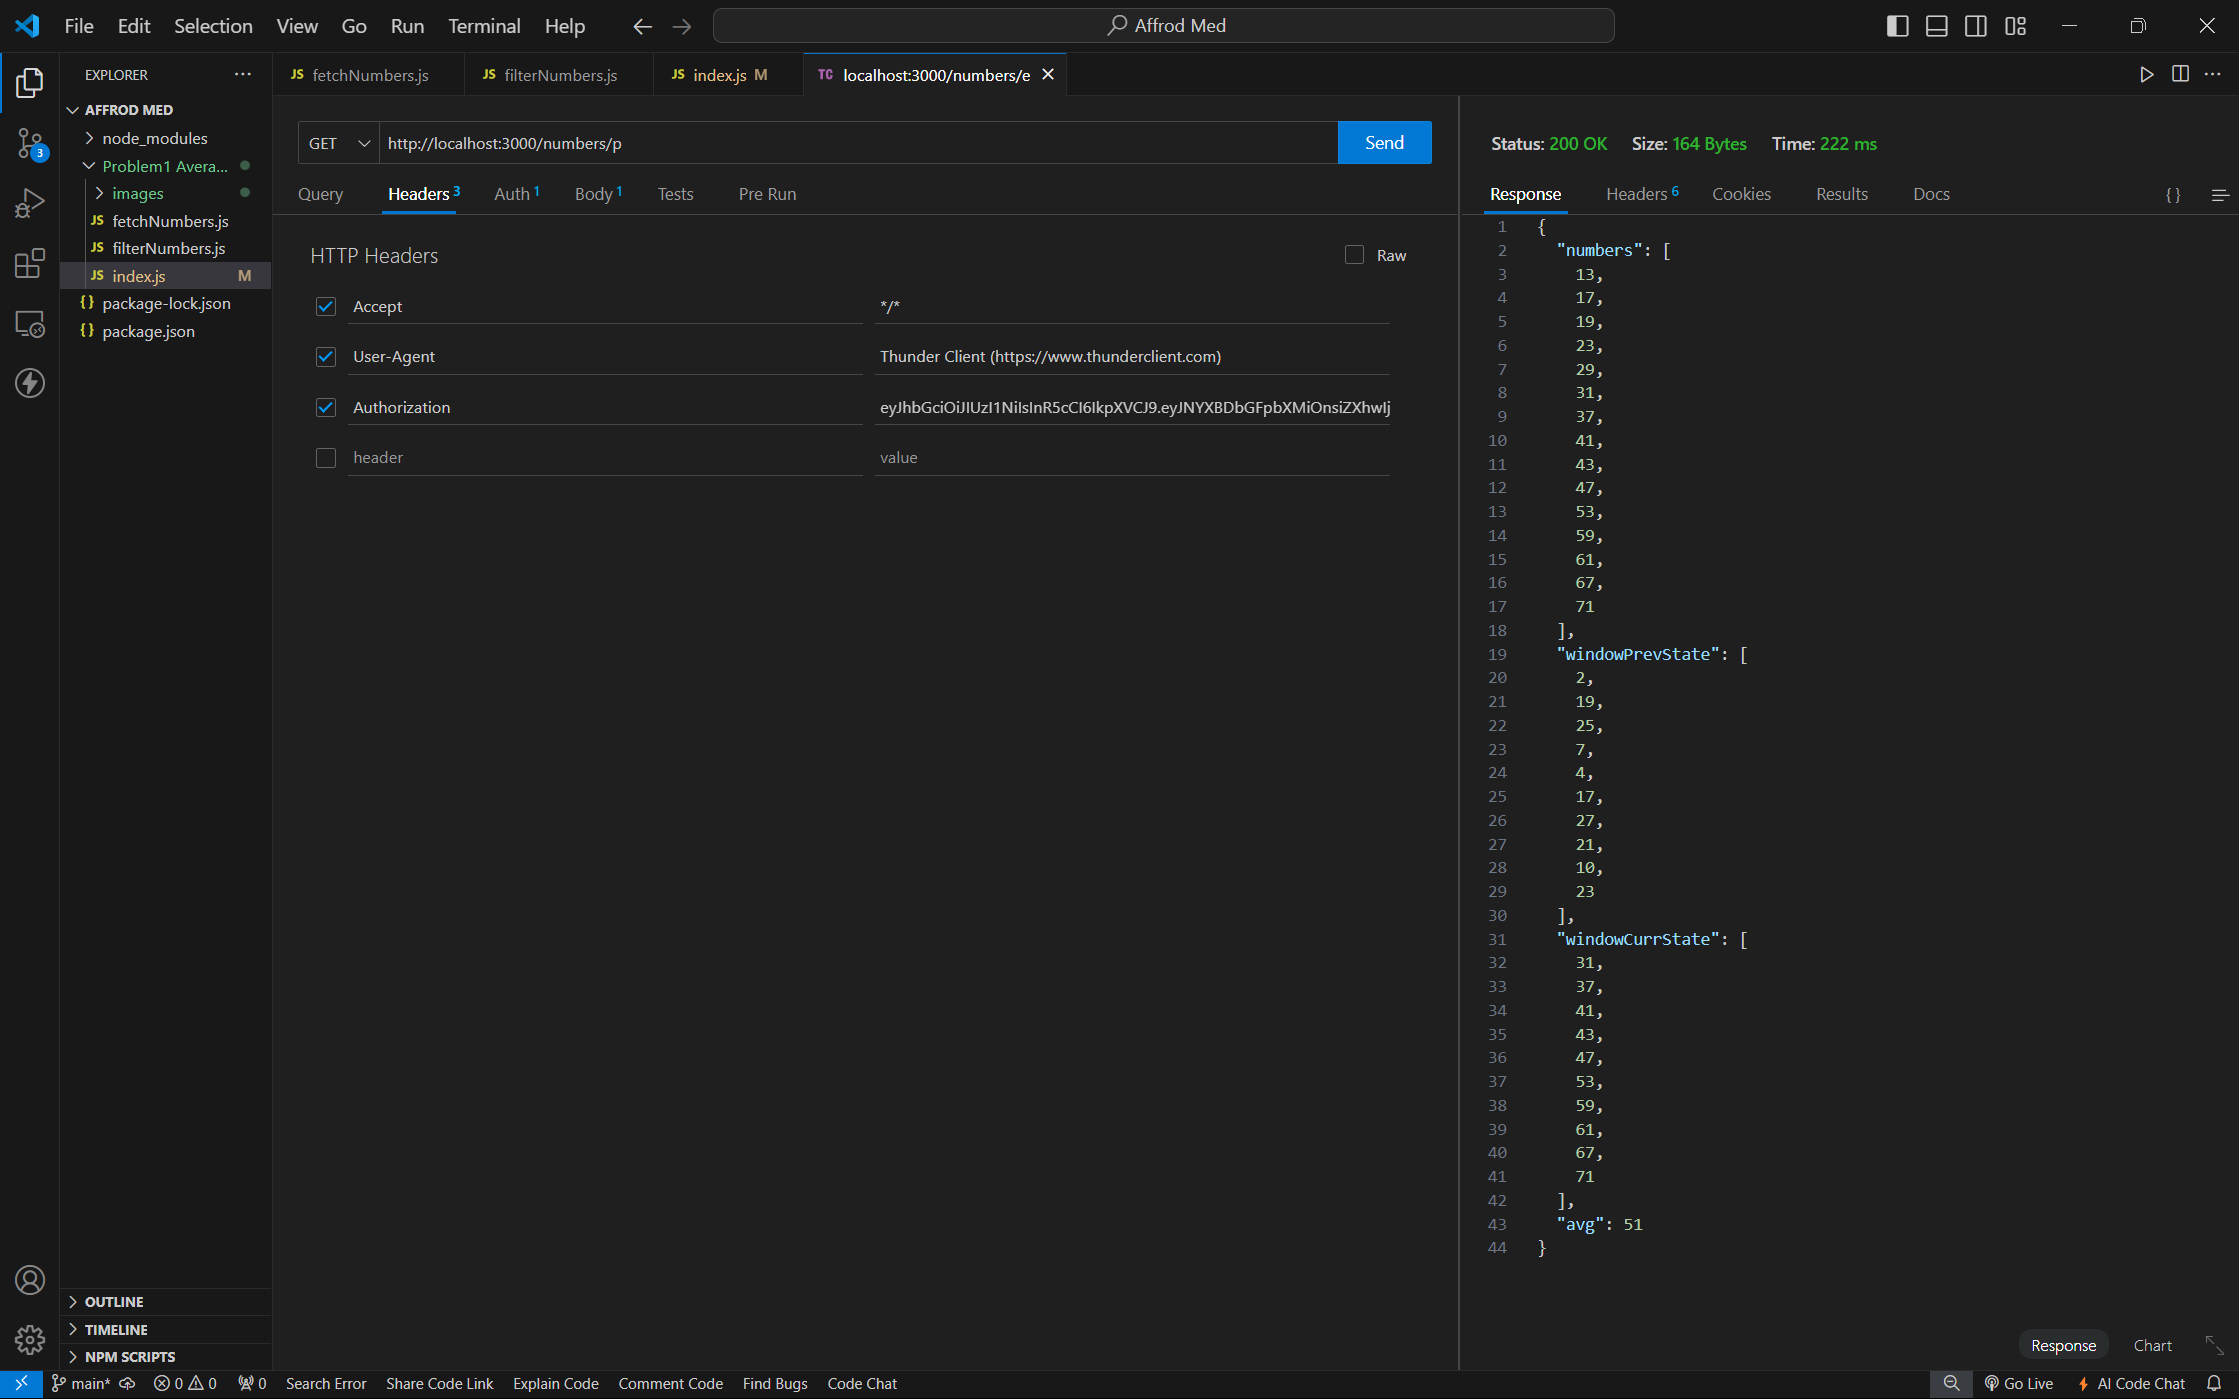 File Edit Selection View Go Run Terminal Help
Affrod Med
EXPLORER
AFFROD MED
node_modules
Problem1 Avera...
images
JS fetchNumbers.js
JS filterNumbers.js
JS index.js M
{} package-lock.json
{} package.json
OUTLINE
TIMELINE
NPM SCRIPTS
3
JS fetchNumbers.js
JS filterNumbers.js
JS index.js M
TC localhost:3000/numbers/e
GET http://localhost:3000/numbers/p Send
Query Headers 3 Auth 1 Body 1 Tests Pre Run
HTTP Headers Raw
Accept */*
User-Agent Thunder Client (https://www.thunderclient.com)
Authorization eyJhbGciOiJIUzI1NiIsInR5cCI6IkpXVCJ9.eyJNYXBDbGFpbXMiOnsiZXhwIj
header value
Status: 200 OK Size: 164 Bytes Time: 222 ms
Response Headers 6 Cookies Results Docs {}
1 {
2 "numbers": [
3 13,
4 17,
5 19,
6 23,
7 29,
8 31,
9 37,
10 41,
11 43,
12 47,
13 53,
14 59,
15 61,
16 67,
17 71
18 ],
19 "windowPrevState": [
20 2,
21 19,
22 25,
23 7,
24 4,
25 17,
26 27,
27 21,
28 10,
29 23
30 ],
31 "windowCurrState": [
32 31,
33 37,
34 41,
35 43,
36 47,
37 53,
38 59,
39 61,
40 67,
41 71
42 ],
43 "avg": 51
44 }
Response Chart
main* 0 0 0 Search Error Share Code Link Explain Code Comment Code Find Bugs Code Chat Go Live AI Code Chat